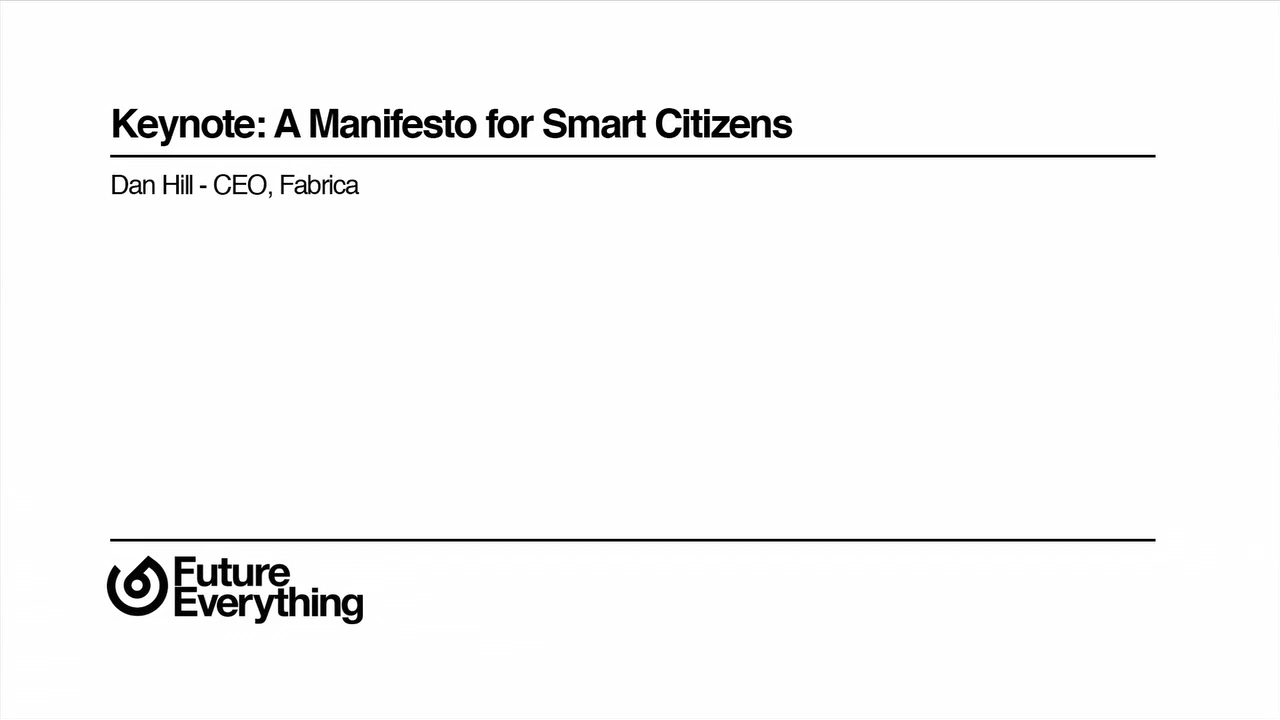 Keynote: A Manifesto for Smart Citizens
Dan Hill - CEO, Fabrica
Future
Everything